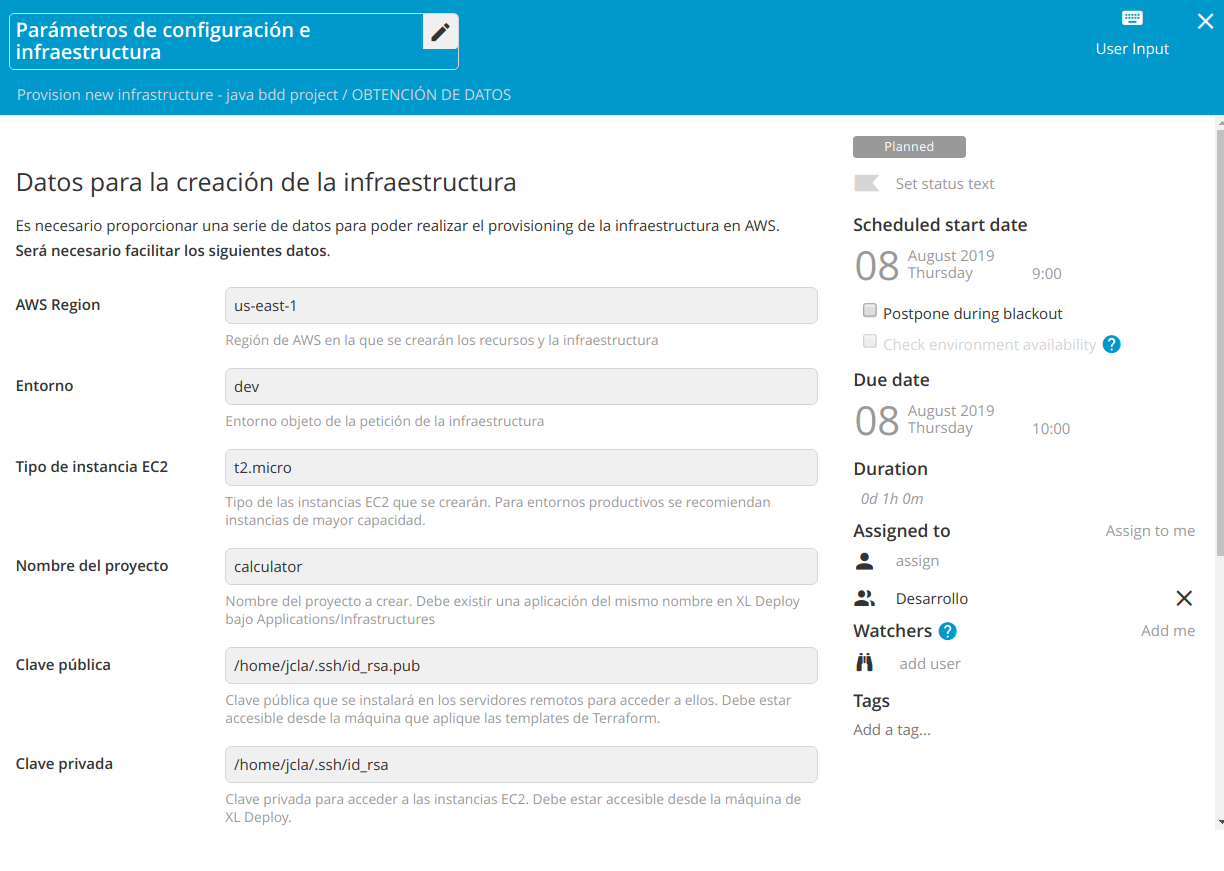 Parámetros de configuración e
infraestructura
User Input
Provision new infrastructure - java bdd project / OBTENCIÓN DE DATOS
Datos para la creación de la infraestructura
Es necesario proporcionar una serie de datos para poder realizar el provisioning de la infraestructura en AWS.
Será necesario facilitar los siguientes datos.
AWS Region
us-east-1
Región de AWS en la que se crearán los recursos y la infraestructura
Entorno
dev
Entorno objeto de la petición de la infraestructura
Tipo de instancia EC2
t2.micro
Tipo de las instancias EC2 que se crearán. Para entornos productivos se recomiendan
instancias de mayor capacidad.
Nombre del proyecto
calculator
Nombre del proyecto a crear. Debe existir una aplicación del mismo nombre en XL Deploy
bajo Applications/Infrastructures
Clave pública
/home/jcla/.ssh/id_rsa.pub
Clave pública que se instalará en los servidores remotos para acceder a ellos. Debe estar
accesible desde la máquina que aplique las templates de Terraform.
Clave privada
/home/jcla/.ssh/id_rsa
Clave privada para acceder a las instancias EC2. Debe estar accesible desde la máquina de
XL Deploy.
Planned
Set status text
Scheduled start date
08 August 2019
Thursday 9:00
Postpone during blackout
Check environment availability ?
Due date
08 August 2019
Thursday 10:00
Duration
0d 1h 0m
Assigned to Assign to me
assign
Desarrollo
Watchers ? Add me
add user
Tags
Add a tag...